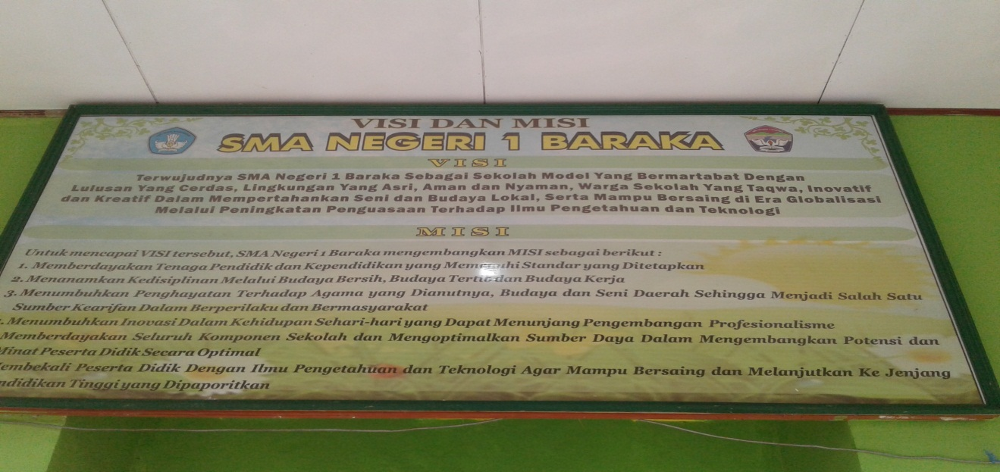 VISI DAN MISI
SMA NEGERI 1 BARAKA
VISI
Terwujudnya SMA Negeri 1 Baraka Sebagai Sekolah Model Yang Bermartabat Dengan
Lulusan Yang Cerdas, Lingkungan Yang Asri, Aman dan Nyaman, Warga Sekolah Yang Taqwa, Inovatif
dan Kreatif Dalam Mempertahankan Seni dan Budaya Lokal, Serta Mampu Bersaing di Era Globalisasi
Melalui Peningkatan Penguasaan Terhadap Ilmu Pengetahuan dan Teknologi
MISI
Untuk mencapai VISI tersebut, SMA Negeri 1 Baraka mengembangkan MISI sebagai berikut :
1. Memberdayakan Tenaga Pendidik dan Kependidikan yang Memenuhi Standar yang Ditetapkan
2. Menanamkan Kedisiplinan Melalui Budaya Bersih, Budaya Tertib dan Budaya Kerja
3. Menumbuhkan Penghayatan Terhadap Agama yang Dianutnya, Budaya dan Seni Daerah Sehingga Menjadi Salah Satu
Sumber Kearifan Dalam Berperilaku dan Bermasyarakat
. Menumbuhkan Inovasi Dalam Kehidupan Sehari-hari yang Dapat Menunjang Pengembangan Profesionalisme
Memberdayakan Seluruh Komponen Sekolah dan Mengoptimalkan Sumber Daya Dalam Mengembangkan Potensi dan
Minat Peserta Didik Secara Optimal
embekali Peserta Didik Dengan Ilmu Pengetahuan dan Teknologi Agar Mampu Bersaing dan Melanjutkan Ke Jenjang
ndidikan Tinggi yang Dipaporitkan